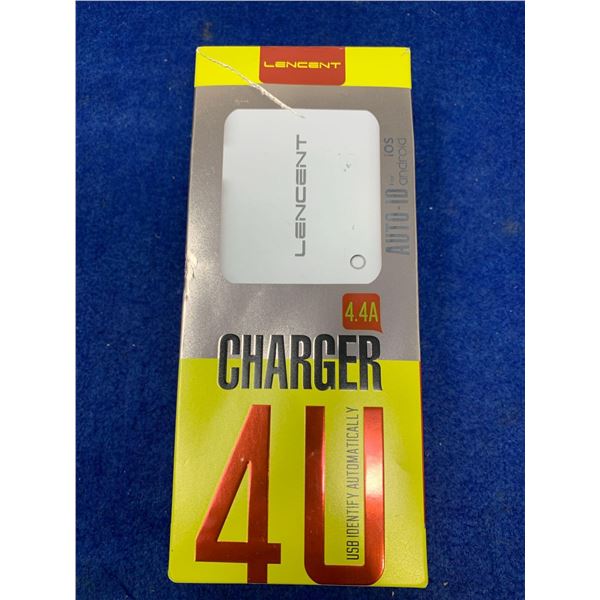 LENCENT
LENCENT
AUTO-ID for ios
android
4.4A
CHARGER
4U
USB IDENTIFY AUTOMATICALLY